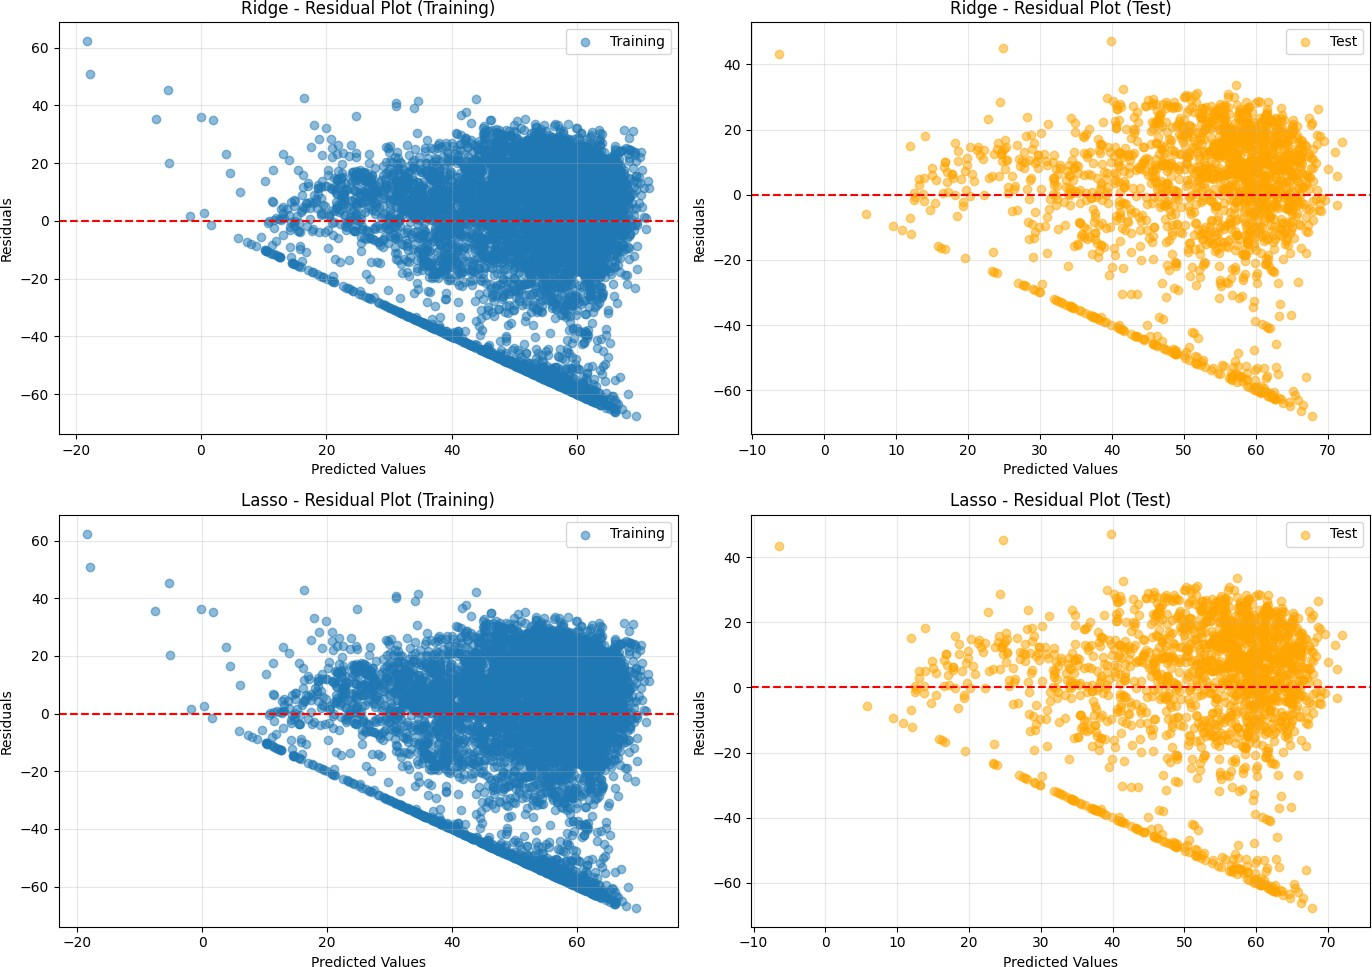 Ridge - Residual Plot (Training)
Training
60
40
20
0
−20
−40
−60
Residuals
−20 0 20 40 60
Predicted Values
Ridge - Residual Plot (Test)
Test
40
20
0
−20
−40
−60
Residuals
−10 0 10 20 30 40 50 60 70
Predicted Values
Lasso - Residual Plot (Training)
Training
60
40
20
0
−20
−40
−60
Residuals
−20 0 20 40 60
Predicted Values
Lasso - Residual Plot (Test)
Test
40
20
0
−20
−40
−60
Residuals
−10 0 10 20 30 40 50 60 70
Predicted Values